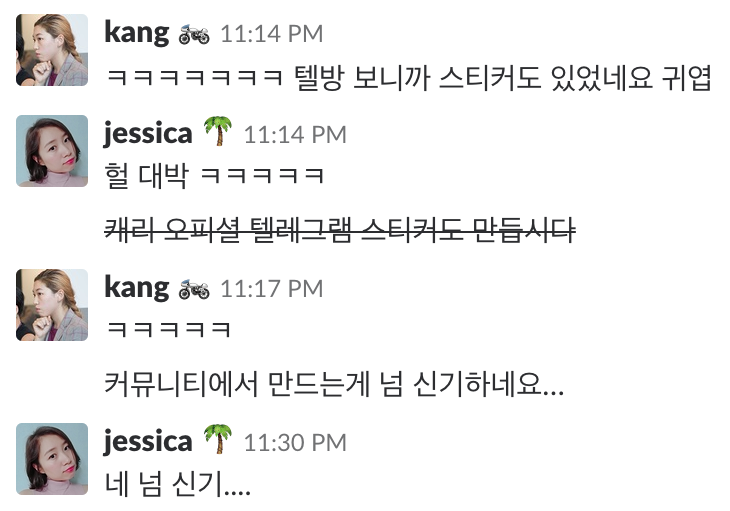 kang 🏍 11:14 PM
ㅋㅋㅋㅋㅋㅋㅋ 텔방 보니까 스티커도 있었네요 귀엽
jessica 🌴 11:14 PM
헐 대박 ㅋㅋㅋㅋㅋ
캐리 오피셜 텔레그램 스티커도 만듭시다
kang 🏍 11:17 PM
ㅋㅋㅋㅋㅋ
커뮤니티에서 만드는게 넘 신기하네요...
jessica 🌴 11:30 PM
네 넘 신기....